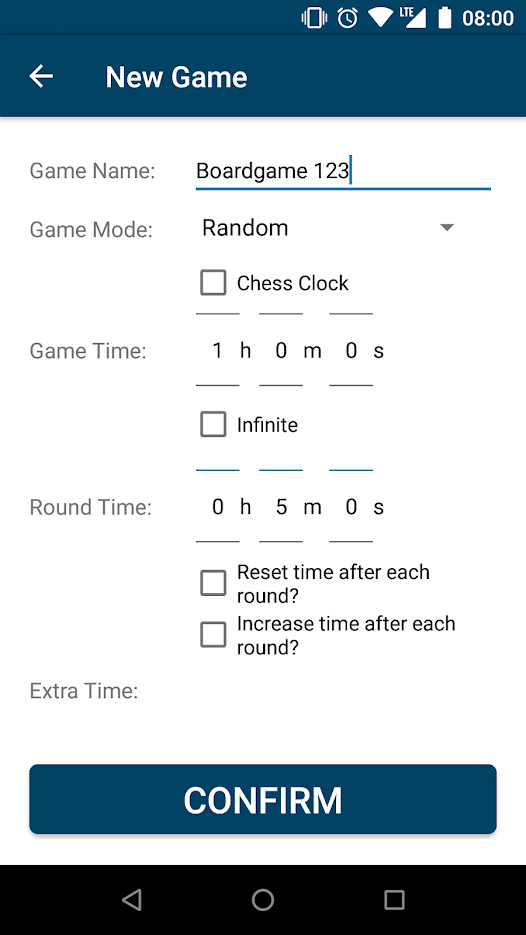 LTE 08:00
New Game
Game Name: Boardgame 123
Game Mode: Random
Chess Clock
Game Time: 1 h 0 m 0 s
Infinite
Round Time: 0 h 5 m 0 s
Reset time after each
round?
Increase time after each
round?
Extra Time:
CONFIRM